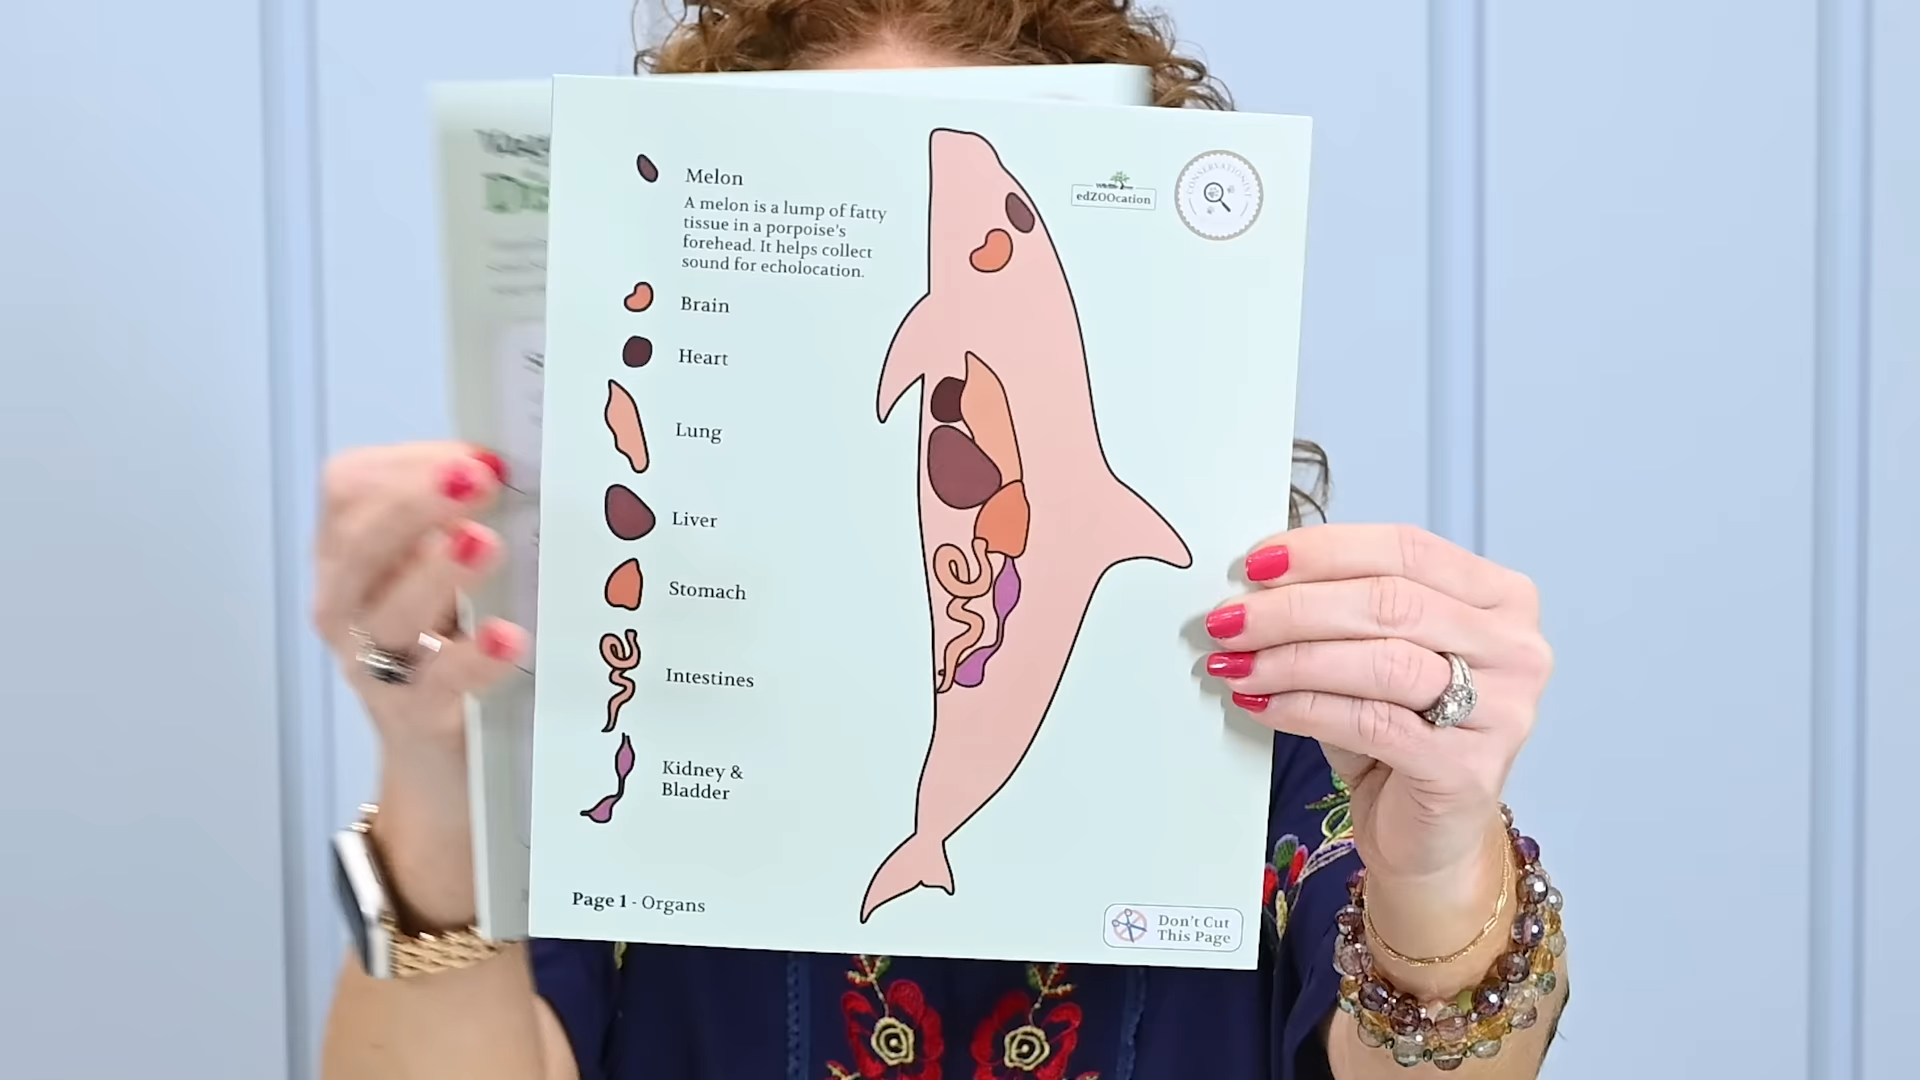 Melon
A melon is a lump of fatty
tissue in a porpoise's
forehead. It helps collect
sound for echolocation.
Brain
Heart
Lung
Liver
Stomach
Intestines
Kidney &
Bladder
Page 1 - Organs
edZOOcation
CONSERVATIONIST
Don't Cut
This Page